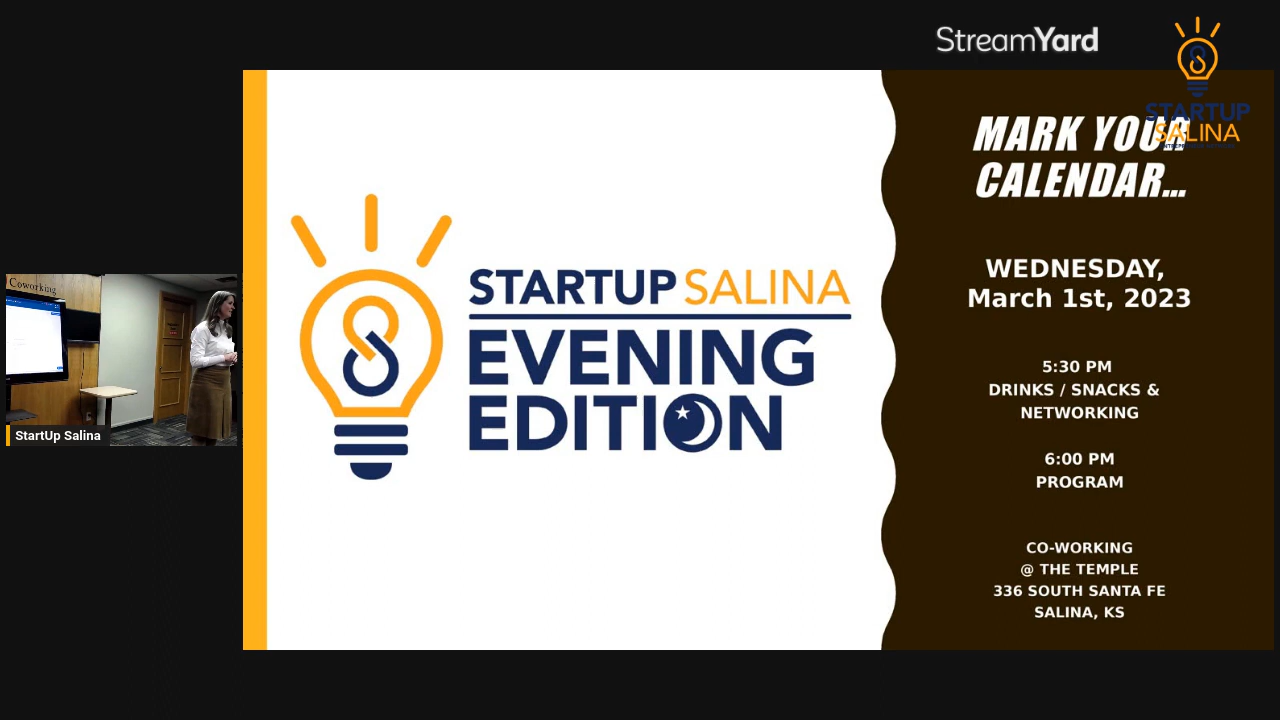 StreamYard
STARTUP
SALINA
MARK YOUR
CALENDAR...
WEDNESDAY,
March 1st, 2023
5:30 PM
DRINKS / SNACKS &
NETWORKING
6:00 PM
PROGRAM
CO-WORKING
@ THE TEMPLE
336 SOUTH SANTA FE
SALINA, KS
STARTUP SALINA
EVENING
EDITION
Coworking
StartUp Salina